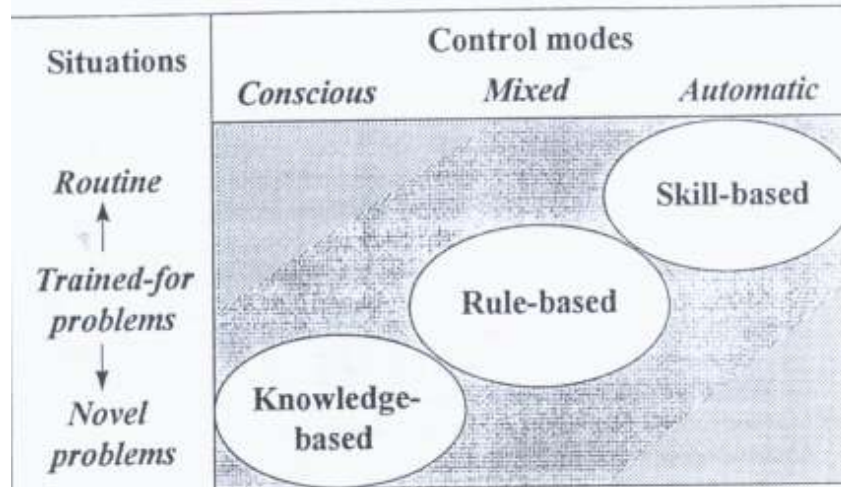 Situations
Control modes
Conscious
Mixed
Automatic
Routine
Skill-based
Trained-for
problems
Rule-based
Novel
problems
Knowledge-
based